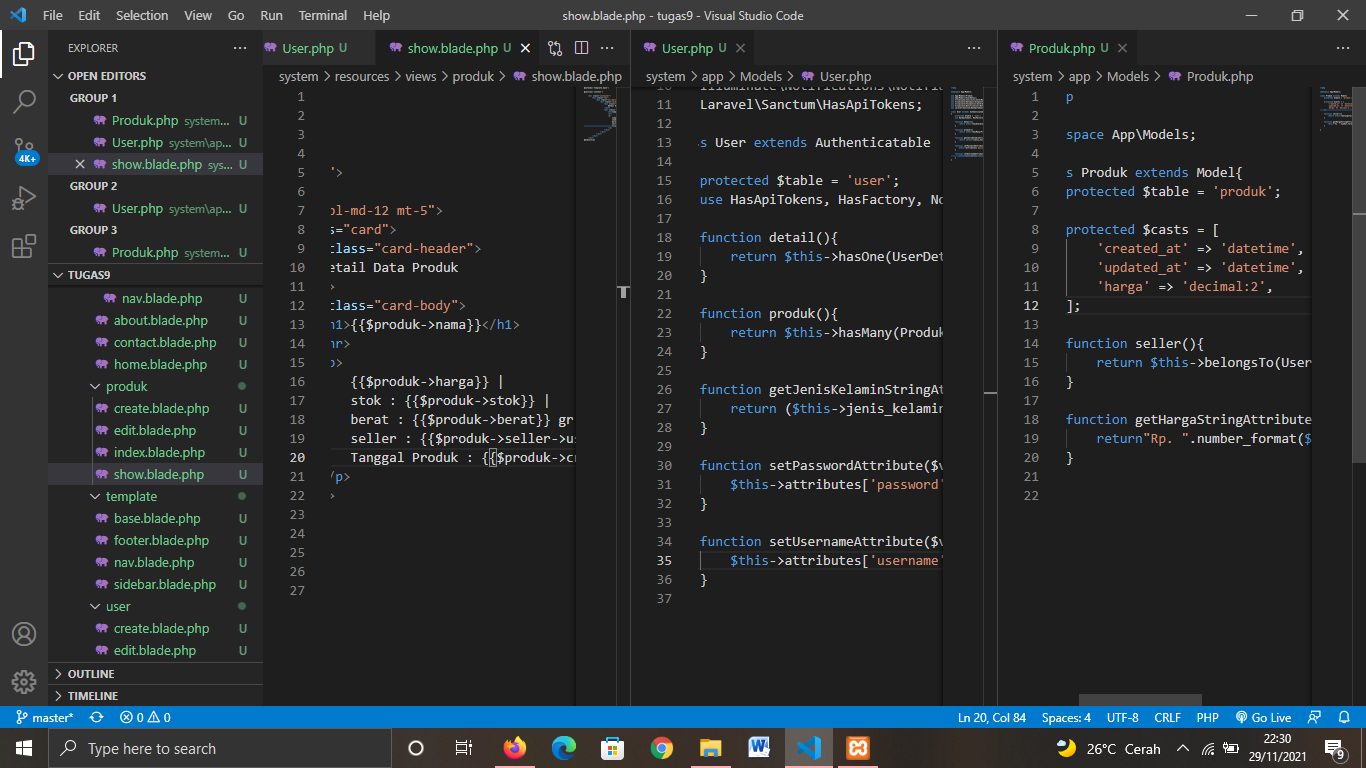 File Edit Selection View Go Run Terminal Help
show.blade.php - tugas9 - Visual Studio Code
EXPLORER
OPEN EDITORS
GROUP 1
Produk.php system... U
User.php system\ap... U
show.blade.php sys... U
GROUP 2
User.php system\ap... U
GROUP 3
Produk.php system... U
TUGAS9
nav.blade.php U
about.blade.php U
contact.blade.php U
home.blade.php U
produk
create.blade.php U
edit.blade.php U
index.blade.php U
show.blade.php U
template
base.blade.php U
footer.blade.php U
nav.blade.php U
sidebar.blade.php U
user
create.blade.php U
edit.blade.php U
OUTLINE
TIMELINE
4K+
User.php U
show.blade.php U
system > resources > views > produk > show.blade.php
1
2
3
4
5 ">
6
7 ol-md-12 mt-5">
8 ="card">
9 class="card-header">
10 etail Data Produk
11 >
12 class="card-body">
13 h1>{{$produk->nama}}</h1>
14 hr>
15 >
16 {{$produk->harga}} |
17 stok : {{$produk->stok}} |
18 berat : {{$produk->berat}} gr
19 seller : {{$produk->seller->us
20 Tanggal Produk : {{$produk->cr
21 /p>
22 >
23
24
25
26
27
User.php U
system > app > Models > User.php
10 Illuminate\Notifications\Notific
11 Laravel\Sanctum\HasApiTokens;
12
13 s User extends Authenticatable
14
15 protected $table = 'user';
16 use HasApiTokens, HasFactory, No
17
18 function detail(){
19 return $this->hasOne(UserDet
20 }
21
22 function produk(){
23 return $this->hasMany(Produk
24 }
25
26 function getJenisKelaminStringAt
27 return ($this->jenis_kelamin
28 }
29
30 function setPasswordAttribute($v
31 $this->attributes['password'
32 }
33
34 function setUsernameAttribute($v
35 $this->attributes['username'
36 }
37
Produk.php U
system > app > Models > Produk.php
1 p
2
3 space App\Models;
4
5 s Produk extends Model{
6 protected $table = 'produk';
7
8 protected $casts = [
9 'created_at' => 'datetime',
10 'updated_at' => 'datetime',
11 'harga' => 'decimal:2',
12 ];
13
14 function seller(){
15 return $this->belongsTo(User
16 }
17
18 function getHargaStringAttribute
19 return"Rp. ".number_format($
20 }
21
22
master* 0 0
Ln 20, Col 84 Spaces: 4 UTF-8 CRLF PHP Go Live
Type here to search
26°C Cerah
22:30
29/11/2021
9